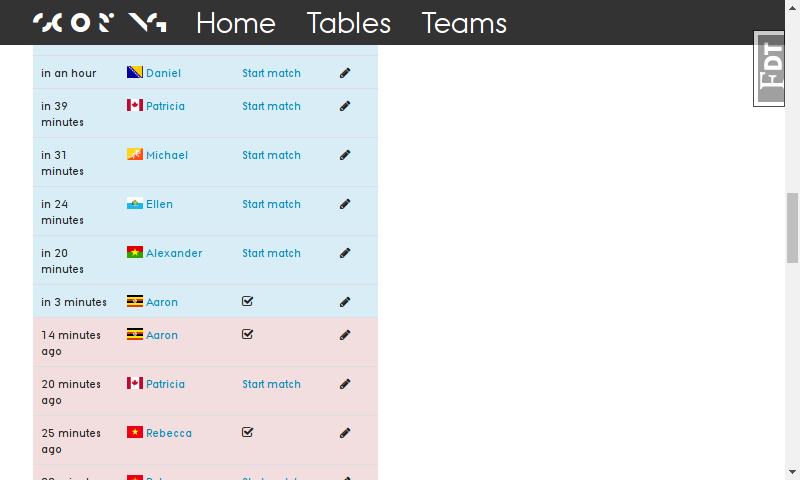 SCORING Home Tables Teams
FDT
in an hour Daniel Start match
in 39 minutes Patricia Start match
in 31 minutes Michael Start match
in 24 minutes Ellen Start match
in 20 minutes Alexander Start match
in 3 minutes Aaron
14 minutes ago Aaron
20 minutes ago Patricia Start match
25 minutes ago Rebecca